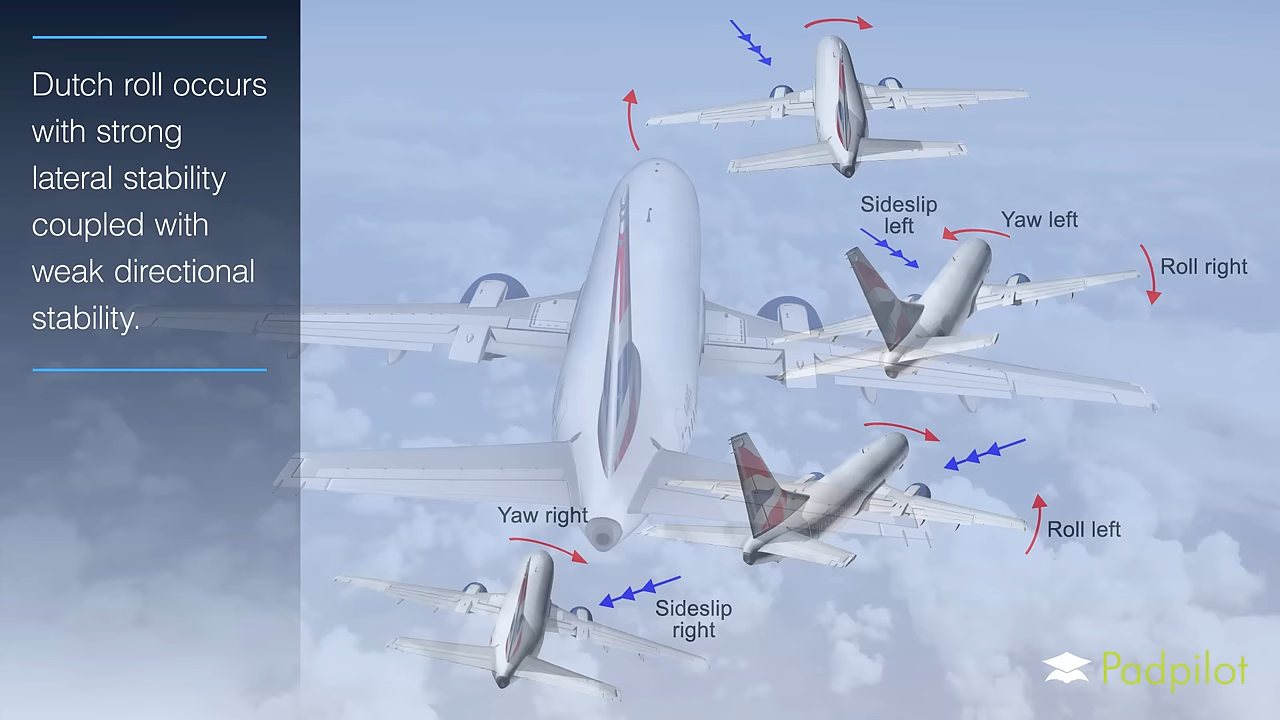 Dutch roll occurs
with strong
lateral stability
coupled with
weak directional
stability.
Sideslip
left
Yaw left
Roll right
Yaw right
Roll left
Sideslip
right
Padpilot